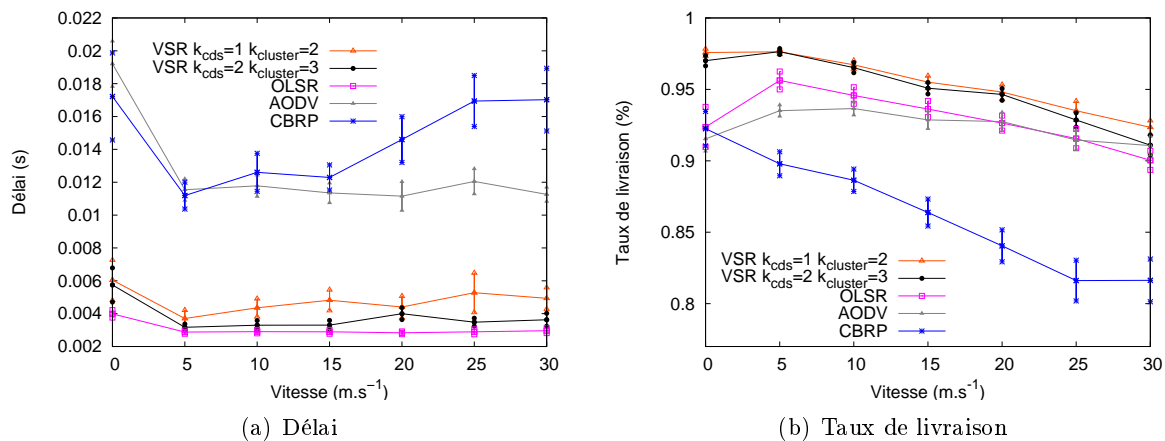 0.022
0.02
0.018
0.016
0.014
0.012
0.01
0.008
0.006
0.004
0.002
0 5 10 15 20 25 30
Délai (s)
Vitesse (m.s⁻¹)
VSR k_cds=1 k_cluster=2
VSR k_cds=2 k_cluster=3
OLSR
AODV
CBRP
(a) Délai
1
0.95
0.9
0.85
0.8
0 5 10 15 20 25 30
Taux de livraison (%)
Vitesse (m.s⁻¹)
VSR k_cds=1 k_cluster=2
VSR k_cds=2 k_cluster=3
OLSR
AODV
CBRP
(b) Taux de livraison